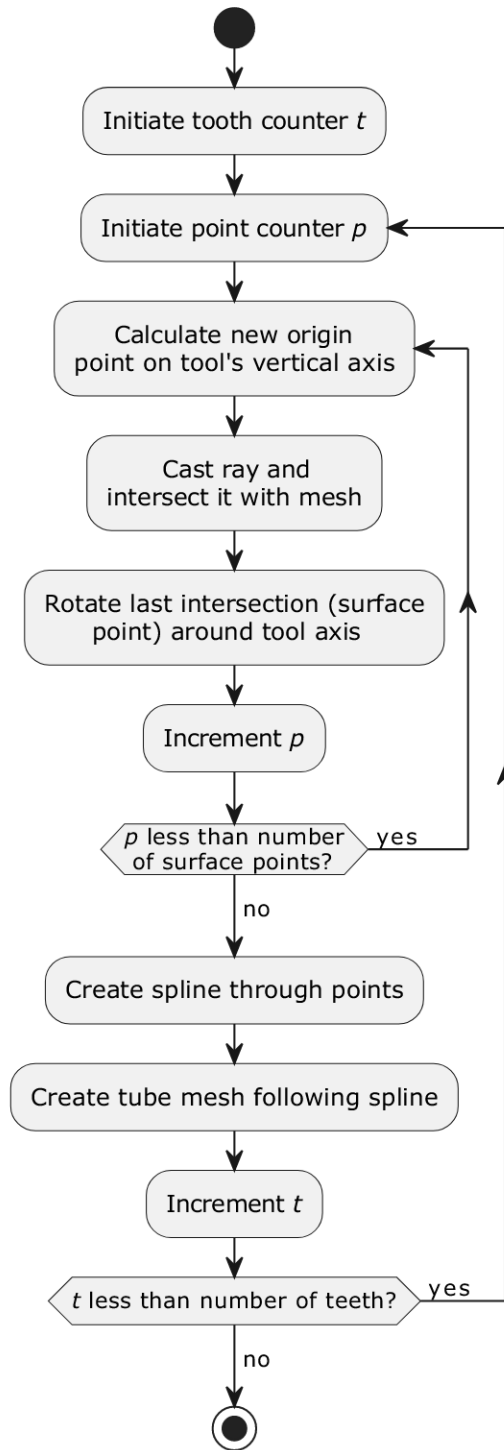 Initiate tooth counter t
Initiate point counter p
Calculate new origin
point on tool's vertical axis
Cast ray and
intersect it with mesh
Rotate last intersection (surface
point) around tool axis
Increment p
p less than number
of surface points?
yes
no
Create spline through points
Create tube mesh following spline
Increment t
t less than number of teeth?
yes
no